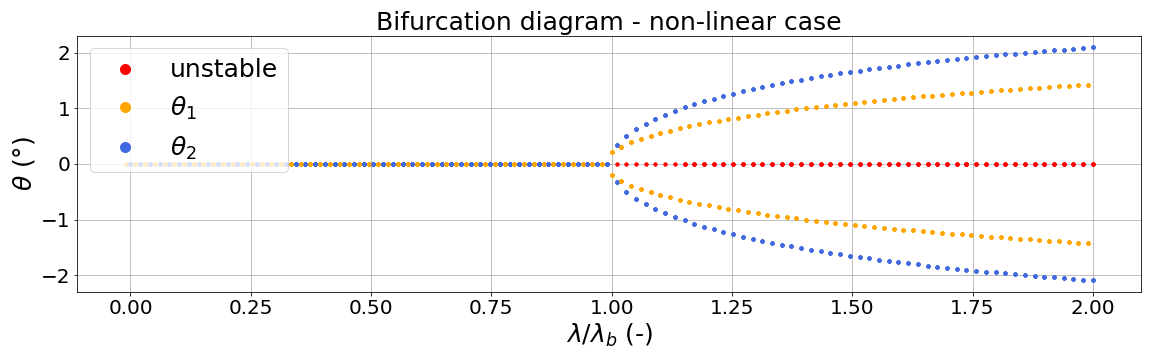 Bifurcation diagram - non-linear case
unstable
θ₁
θ₂
θ (°)
2
1
0
−1
−2
0.00 0.25 0.50 0.75 1.00 1.25 1.50 1.75 2.00
λ/λ_b (-)